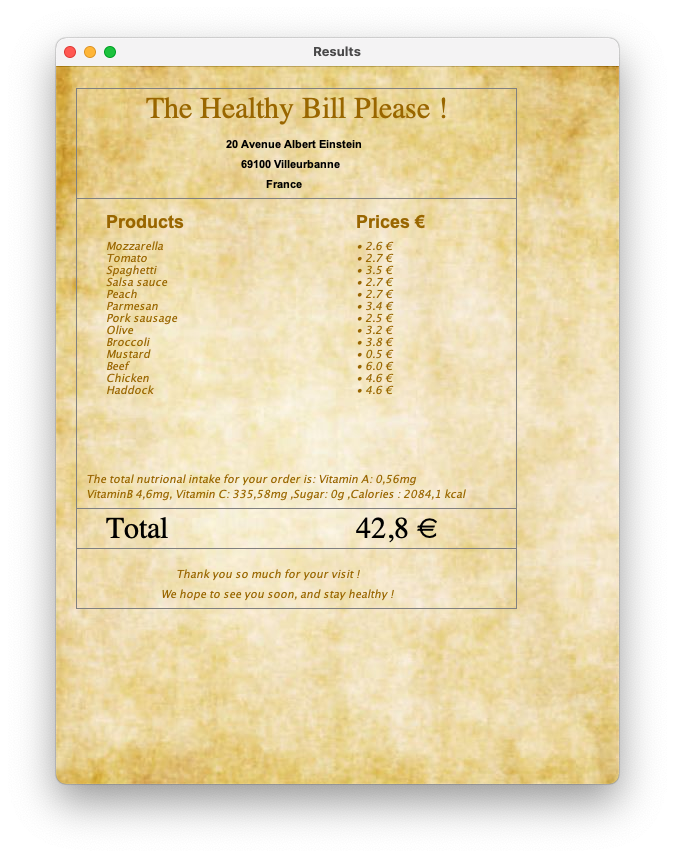 Results
The Healthy Bill Please !
20 Avenue Albert Einstein
69100 Villeurbanne
France
Products Prices €
Mozzarella • 2.6 €
Tomato • 2.7 €
Spaghetti • 3.5 €
Salsa sauce • 2.7 €
Peach • 2.7 €
Parmesan • 3.4 €
Pork sausage • 2.5 €
Olive • 3.2 €
Broccoli • 3.8 €
Mustard • 0.5 €
Beef • 6.0 €
Chicken • 4.6 €
Haddock • 4.6 €
The total nutrional intake for your order is: Vitamin A: 0,56mg
VitaminB 4,6mg, Vitamin C: 335,58mg ,Sugar: 0g ,Calories : 2084,1 kcal
Total 42,8 €
Thank you so much for your visit !
We hope to see you soon, and stay healthy !